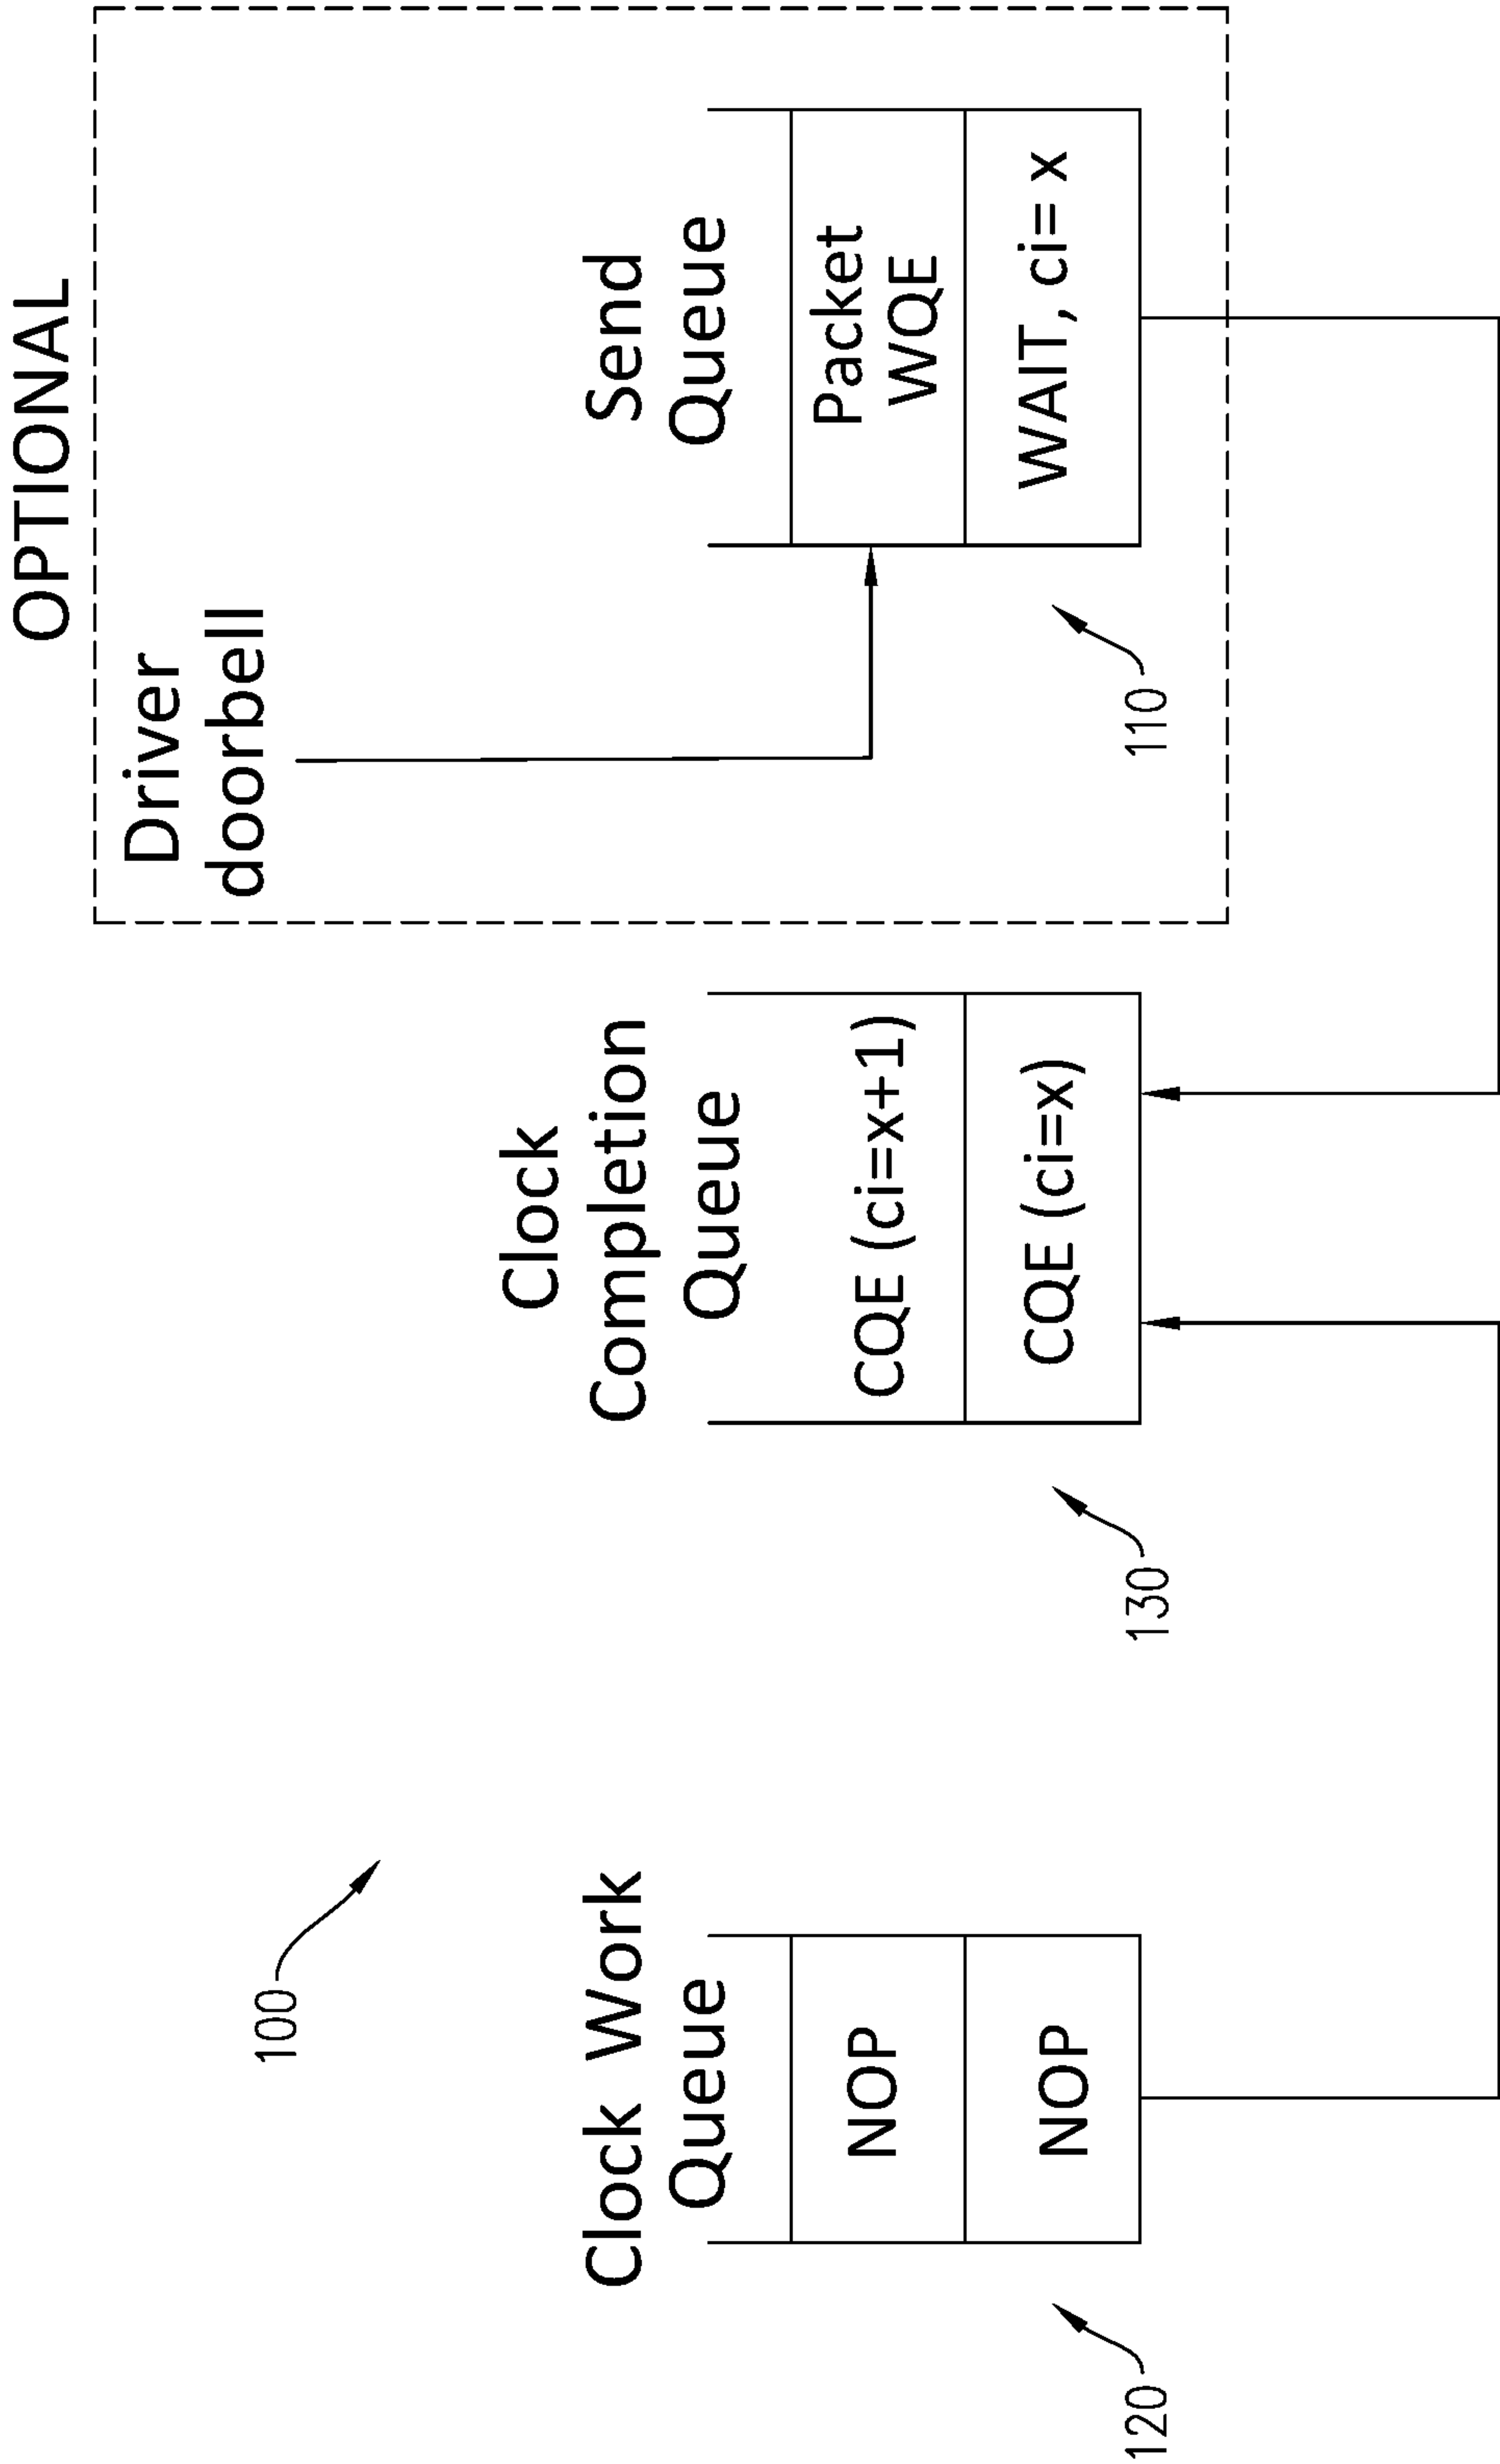 OPTIONAL
Driver
doorbell
100
Clock Work
Queue
NOP
NOP
120
Clock
Completion
Queue
CQE (ci=x+1)
CQE (ci=x)
130
Send
Queue
Packet
WQE
WAIT, ci= x
110